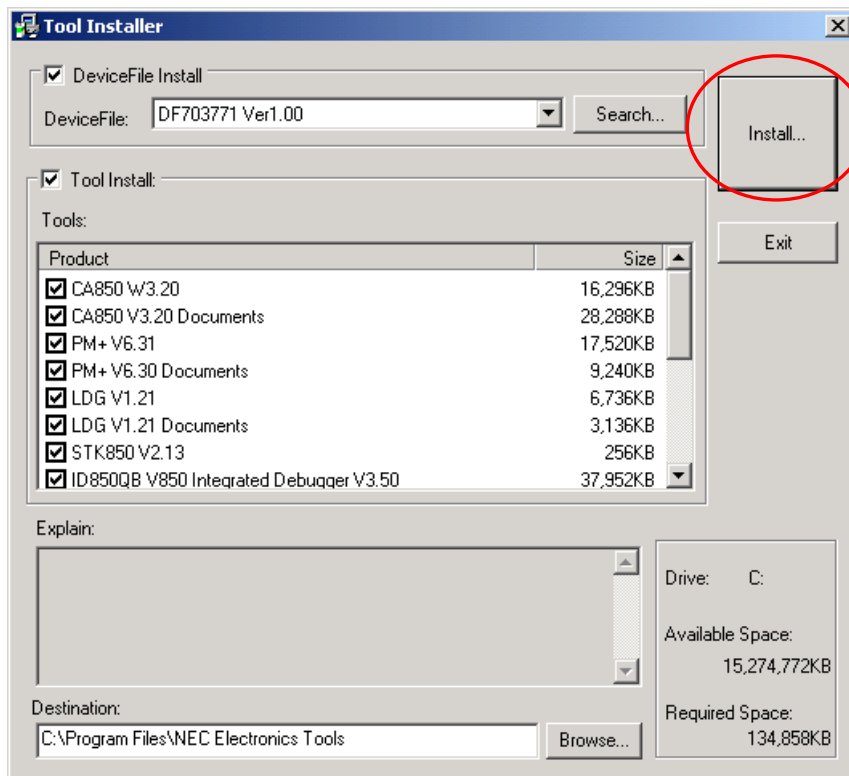 Tool Installer
DeviceFile Install
DeviceFile: DF703771 Ver1.00 Search...
Install...
Exit
Tool Install:
Tools:
Product Size
CA850 W3.20 16,296KB
CA850 V3.20 Documents 28,288KB
PM+ V6.31 17,520KB
PM+ V6.30 Documents 9,240KB
LDG V1.21 6,736KB
LDG V1.21 Documents 3,136KB
STK850 V2.13 256KB
ID850QB V850 Integrated Debugger V3.50 37,952KB
Explain:
Drive: C:
Available Space:
15,274,772KB
Required Space:
134,858KB
Destination:
C:\Program Files\NEC Electronics Tools Browse...